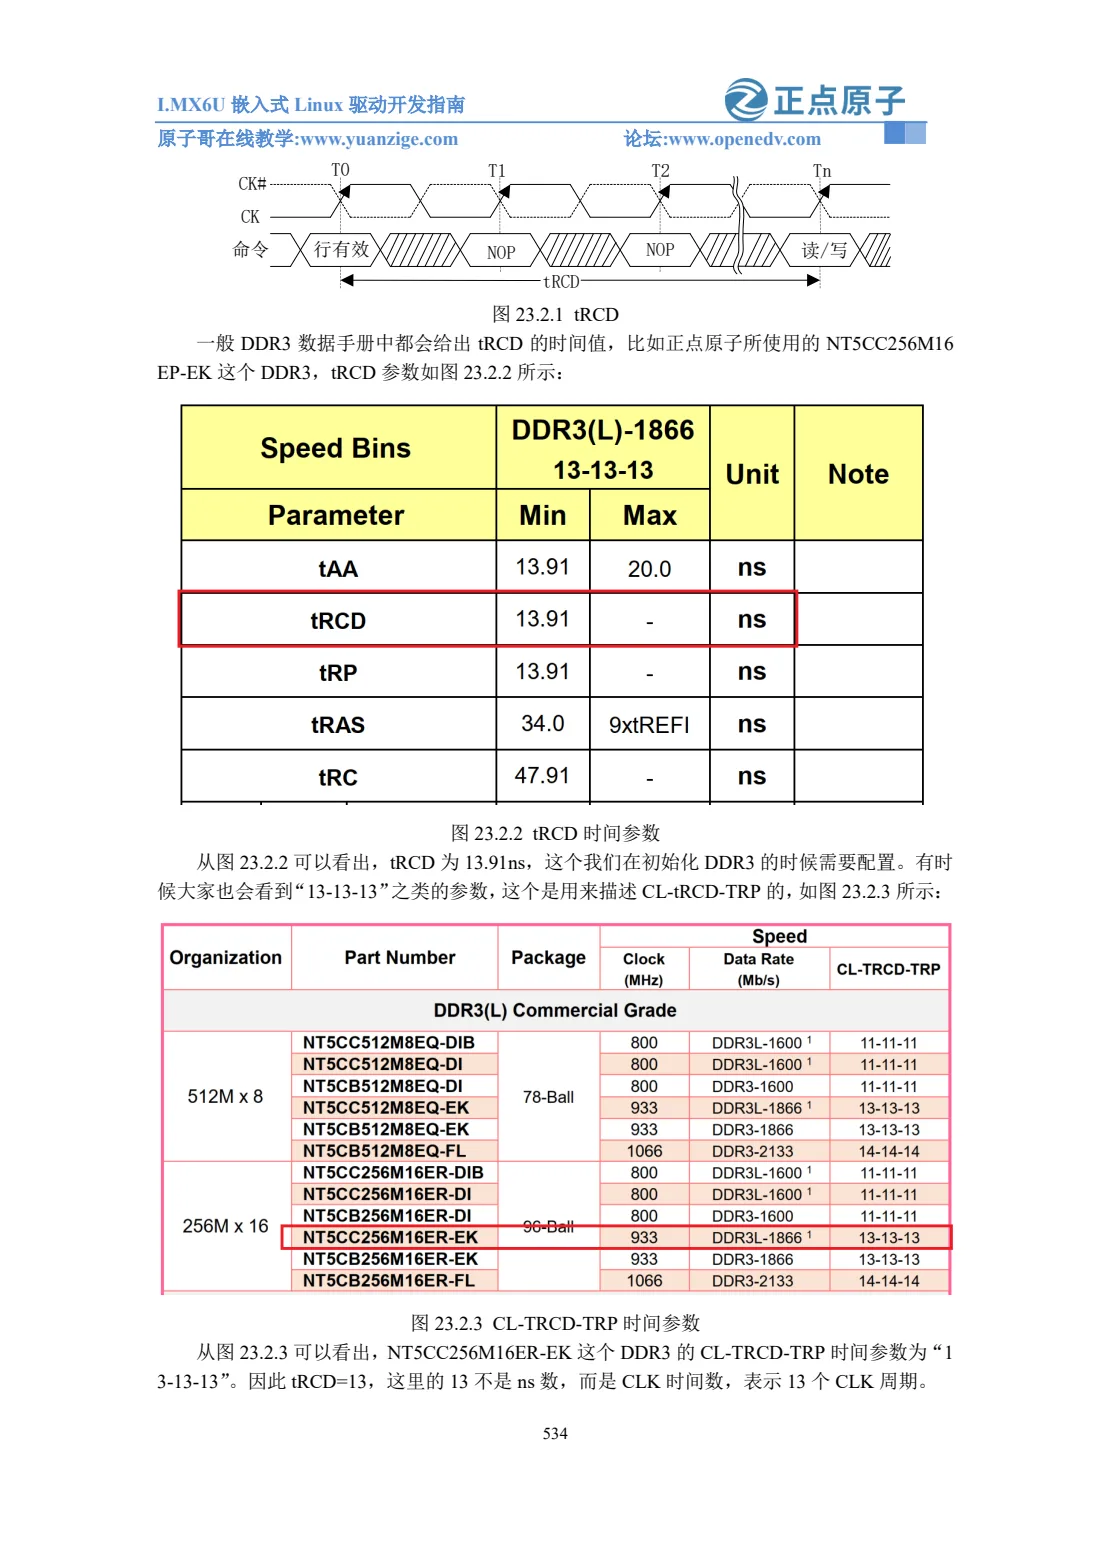 I.MX6U 嵌入式 Linux 驱动开发指南
正点原子
原子哥在线教学:www.yuanzige.com 论坛:www.openedv.com
T0 T1 T2 Tn
CK#
CK
命令 行有效 NOP NOP 读/写
tRCD
图 23.2.1 tRCD
一般 DDR3 数据手册中都会给出 tRCD 的时间值，比如正点原子所使用的 NT5CC256M16
EP-EK 这个 DDR3，tRCD 参数如图 23.2.2 所示：
Speed Bins DDR3(L)-1866 Unit Note
13-13-13
Parameter Min Max
tAA 13.91 20.0 ns
tRCD 13.91 - ns
tRP 13.91 - ns
tRAS 34.0 9xtREFI ns
tRC 47.91 - ns
图 23.2.2 tRCD 时间参数
从图 23.2.2 可以看出，tRCD 为 13.91ns，这个我们在初始化 DDR3 的时候需要配置。有时
候大家也会看到“13-13-13”之类的参数，这个是用来描述 CL-tRCD-TRP 的，如图 23.2.3 所示：
Organization Part Number Package Speed
Clock (MHz) Data Rate (Mb/s) CL-TRCD-TRP
DDR3(L) Commercial Grade
512M x 8 78-Ball
NT5CC512M8EQ-DIB 800 DDR3L-1600 1 11-11-11
NT5CC512M8EQ-DI 800 DDR3L-1600 1 11-11-11
NT5CB512M8EQ-DI 800 DDR3-1600 11-11-11
NT5CC512M8EQ-EK 933 DDR3L-1866 1 13-13-13
NT5CB512M8EQ-EK 933 DDR3-1866 13-13-13
NT5CB512M8EQ-FL 1066 DDR3-2133 14-14-14
256M x 16 96-Ball
NT5CC256M16ER-DIB 800 DDR3L-1600 1 11-11-11
NT5CC256M16ER-DI 800 DDR3L-1600 1 11-11-11
NT5CB256M16ER-DI 800 DDR3-1600 11-11-11
NT5CC256M16ER-EK 933 DDR3L-1866 1 13-13-13
NT5CB256M16ER-EK 933 DDR3-1866 13-13-13
NT5CB256M16ER-FL 1066 DDR3-2133 14-14-14
图 23.2.3 CL-TRCD-TRP 时间参数
从图 23.2.3 可以看出，NT5CC256M16ER-EK 这个 DDR3 的 CL-TRCD-TRP 时间参数为“1
3-13-13”。因此 tRCD=13，这里的 13 不是 ns 数，而是 CLK 时间数，表示 13 个 CLK 周期。
534